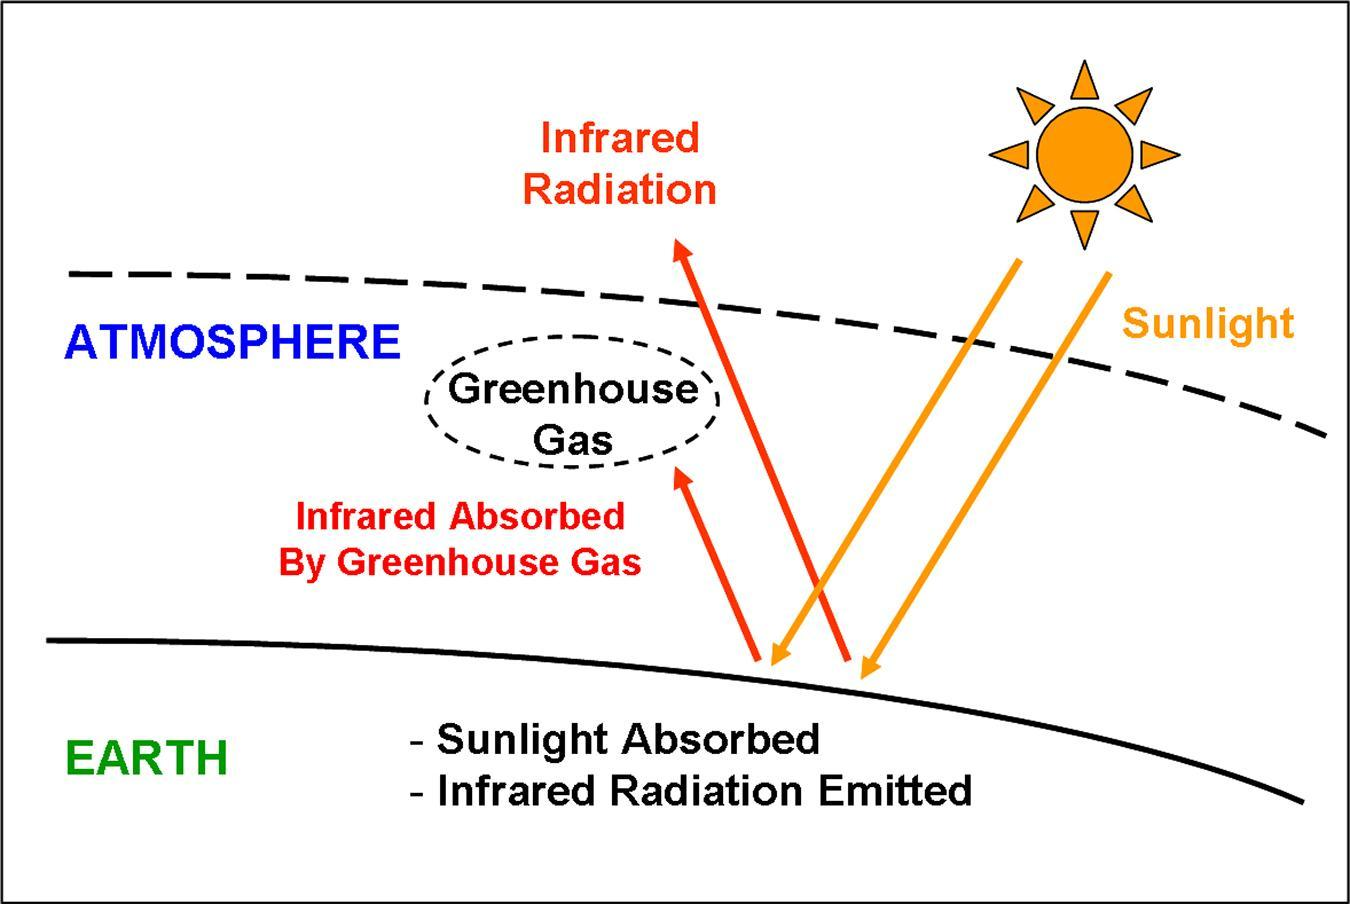 Infrared
Radiation
Sunlight
ATMOSPHERE
Greenhouse
Gas
Infrared Absorbed
By Greenhouse Gas
EARTH
- Sunlight Absorbed
- Infrared Radiation Emitted